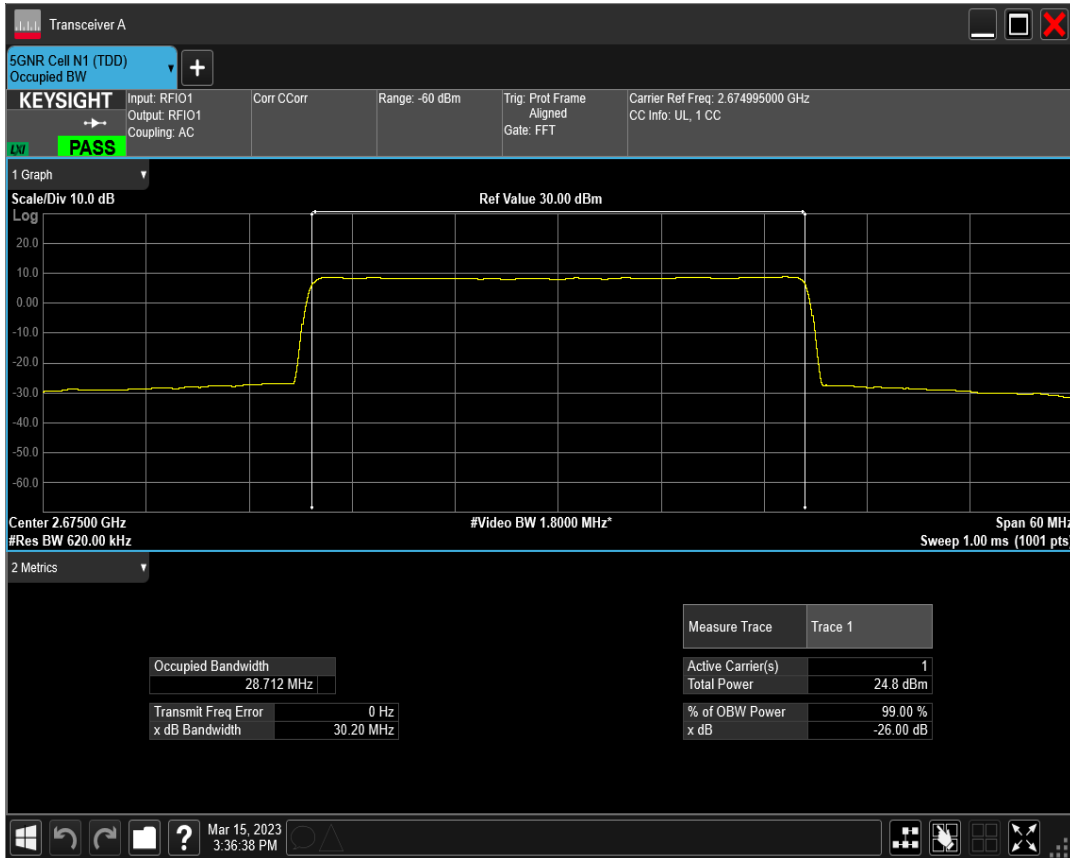 Transceiver A
5GNR Cell N1 (TDD)
Occupied BW
+
KEYSIGHT
LXI
PASS
Input: RFIO1
Output: RFIO1
Coupling: AC
Corr CCorr
Range: -60 dBm
Trig: Prot Frame
Aligned
Gate: FFT
Carrier Ref Freq: 2.674995000 GHz
CC Info: UL, 1 CC
1 Graph
Scale/Div 10.0 dB
Ref Value 30.00 dBm
Log
20.0
10.0
0.00
-10.0
-20.0
-30.0
-40.0
-50.0
-60.0
Center 2.67500 GHz
#Video BW 1.8000 MHz*
Span 60 MHz
#Res BW 620.00 kHz
Sweep 1.00 ms (1001 pts)
2 Metrics
Measure Trace Trace 1
Occupied Bandwidth
28.712 MHz
Active Carrier(s) 1
Total Power 24.8 dBm
Transmit Freq Error 0 Hz
x dB Bandwidth 30.20 MHz
% of OBW Power 99.00 %
x dB -26.00 dB
?
Mar 15, 2023
3:36:38 PM